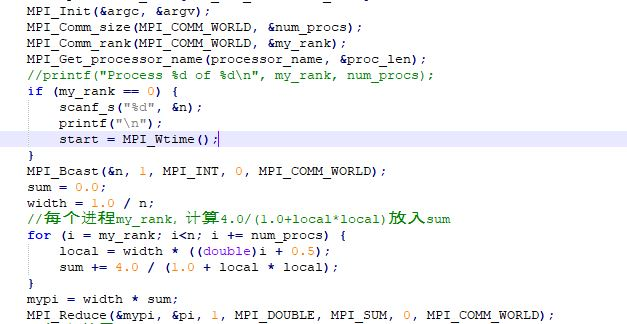 MPI_Init(&argc, &argv);
MPI_Comm_size(MPI_COMM_WORLD, &num_procs);
MPI_Comm_rank(MPI_COMM_WORLD, &my_rank);
MPI_Get_processor_name(processor_name, &proc_len);
//printf("Process %d of %d\n", my_rank, num_procs);
if (my_rank == 0) {
scanf_s("%d", &n);
printf("\n");
start = MPI_Wtime();
}
MPI_Bcast(&n, 1, MPI_INT, 0, MPI_COMM_WORLD);
sum = 0.0;
width = 1.0 / n;
//每个进程my_rank, 计算4.0/(1.0+local*local)放入sum
for (i = my_rank; i<n; i += num_procs) {
local = width * ((double)i + 0.5);
sum += 4.0 / (1.0 + local * local);
}
mypi = width * sum;
MPI_Reduce(&mypi, &pi, 1, MPI_DOUBLE, MPI_SUM, 0, MPI_COMM_WORLD);